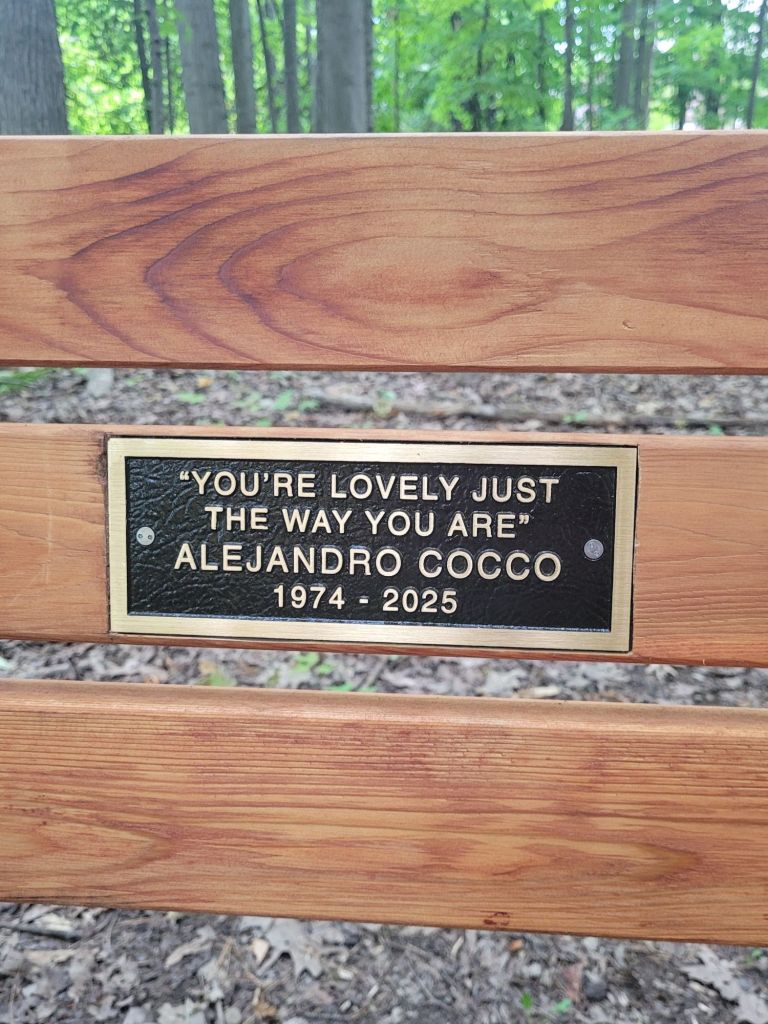 “YOU’RE LOVELY JUST
THE WAY YOU ARE”
ALEJANDRO COCCO
1974 - 2025